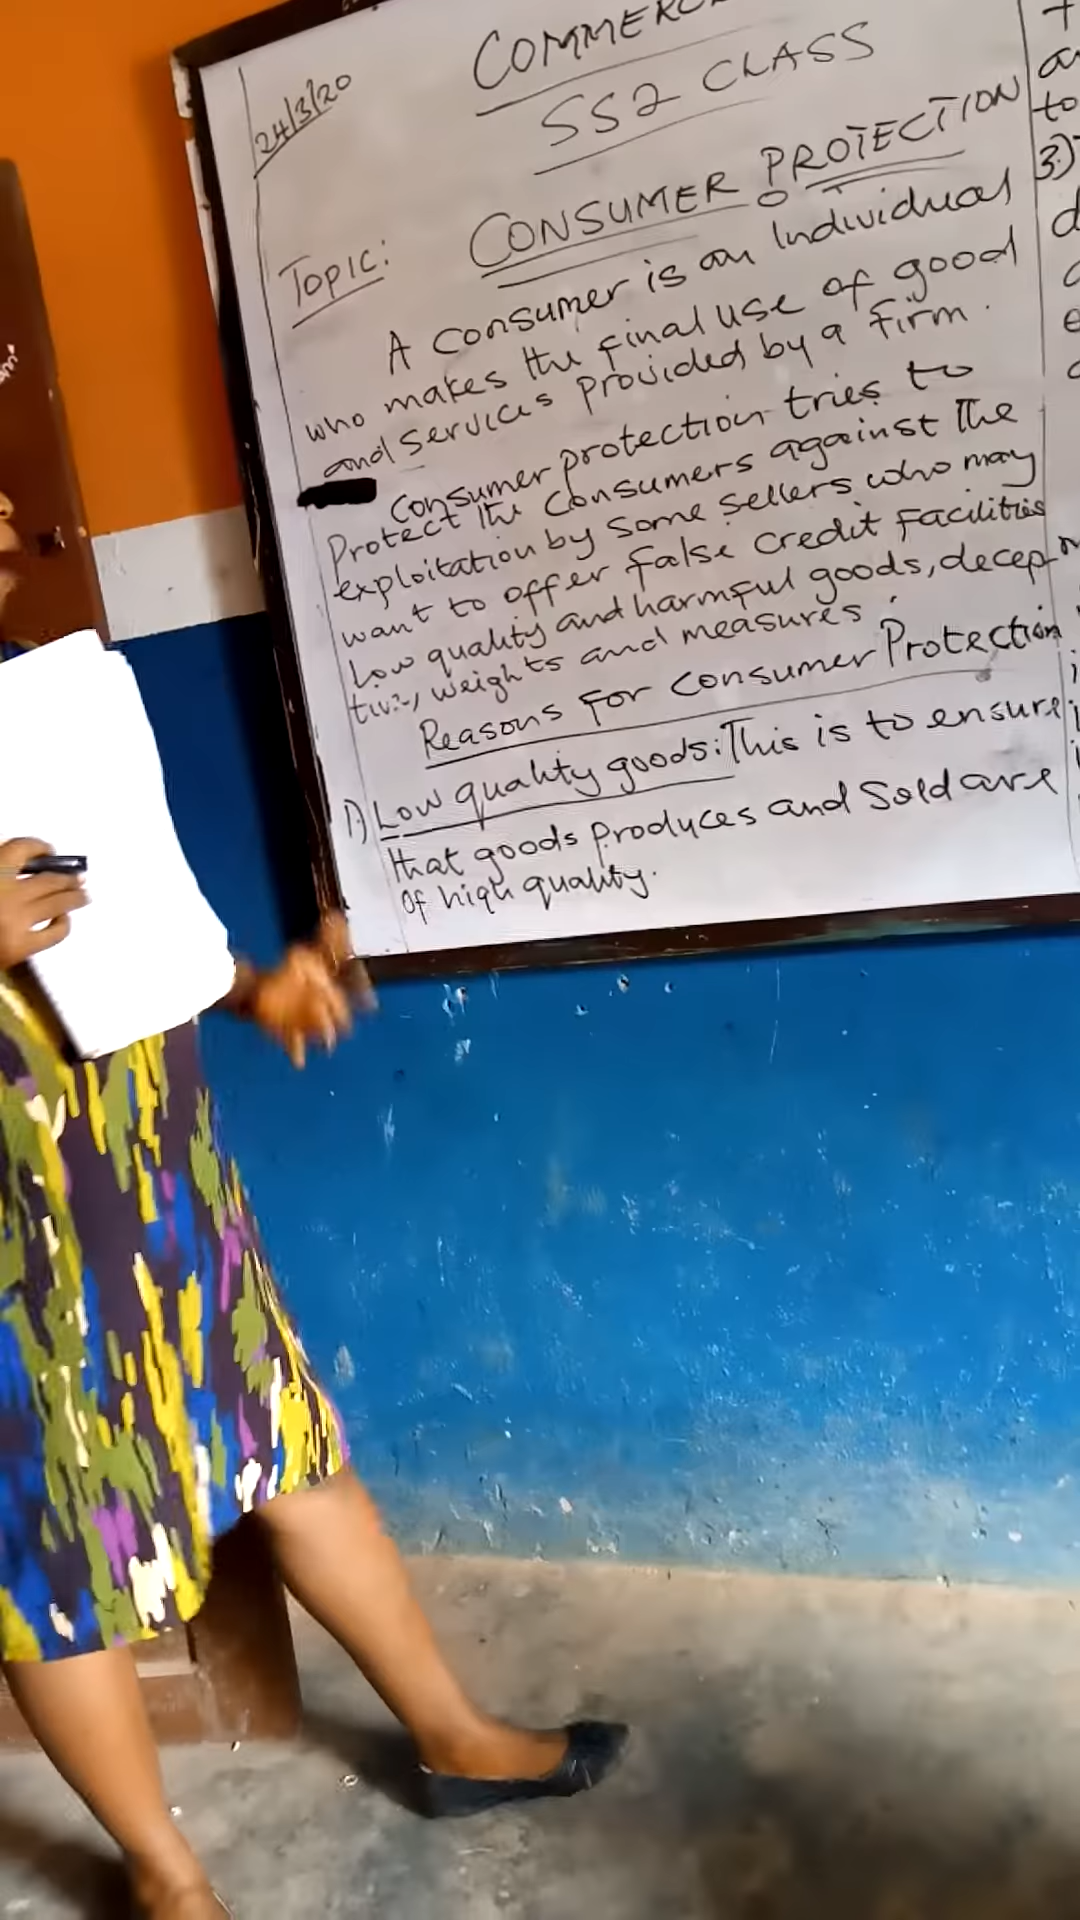 24/3/20
COMMERC
SS2 CLASS
TOPIC: CONSUMER PROTECTION
A consumer is an Individual
who makes the final use of good
and services provided by a firm.
Consumer protection tries to
Protect the consumers against the
exploitation by some sellers who may
want to offer false credit facilities
Low quality and harmful goods, decep
weights and measures.
Reasons for consumer Protection
1) Low quality goods: This is to ensure
that goods produces and sold are
of high quality.
to
3)